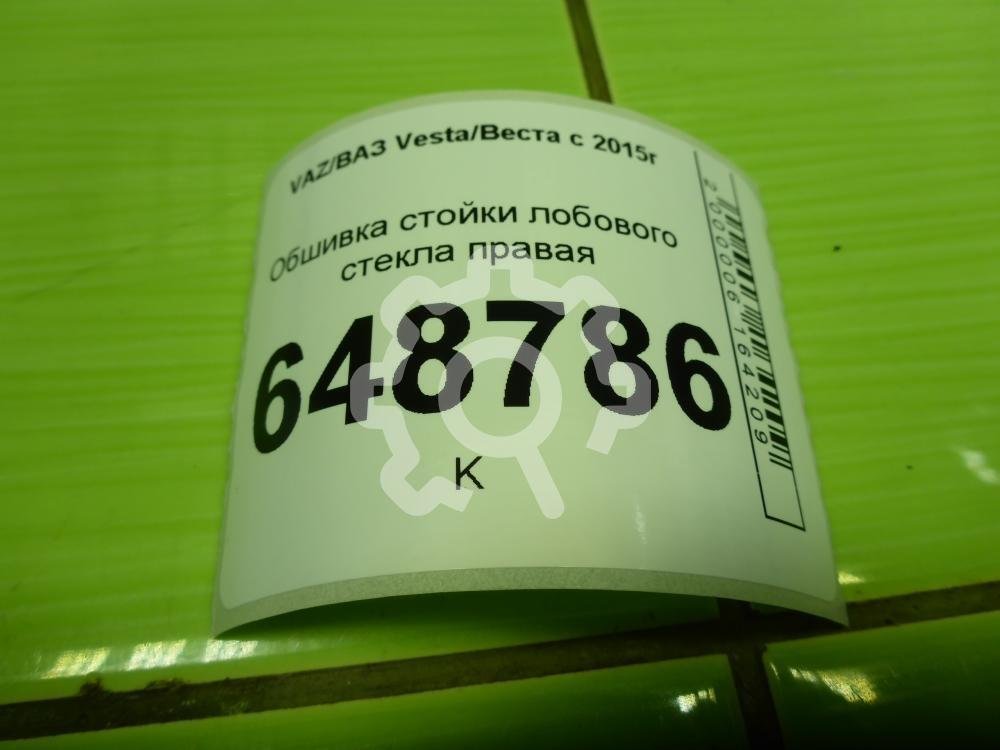 VAZ/ВАЗ Vesta/Веста с 2015г
Обшивка стойки лобового
стекла правая
648786
К
2000006164209